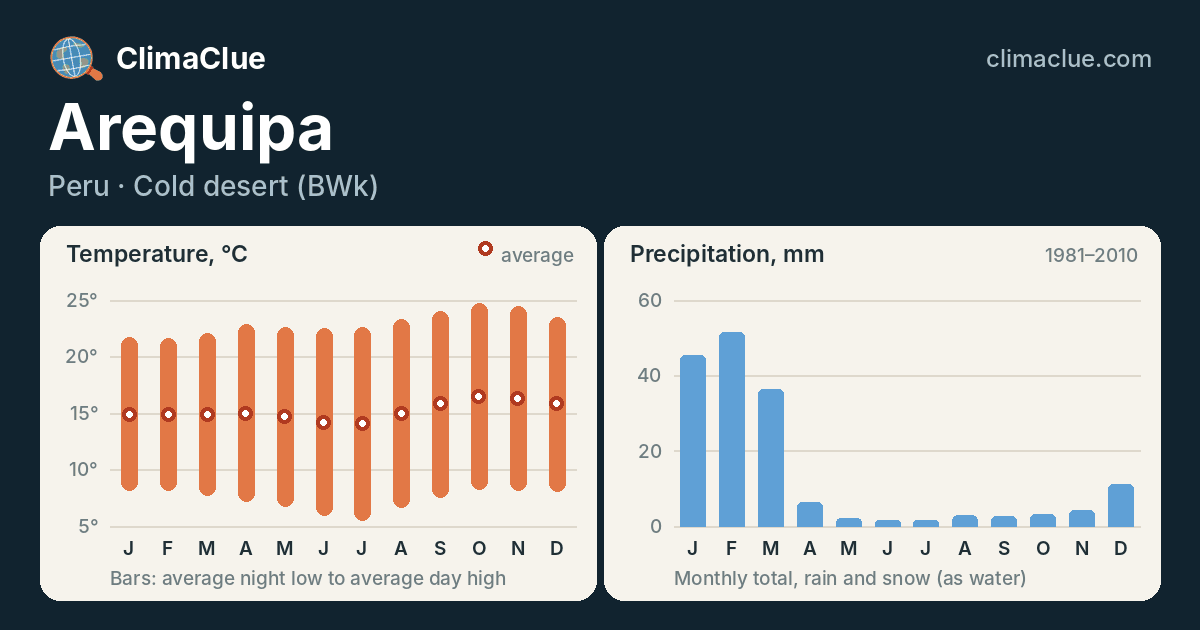 ClimaClue
climaclue.com
Arequipa
Peru · Cold desert (BWk)
Temperature, °C
average
25°
20°
15°
10°
5°
J F M A M J J A S O N D
Bars: average night low to average day high
Precipitation, mm
1981–2010
60
40
20
0
J F M A M J J A S O N D
Monthly total, rain and snow (as water)